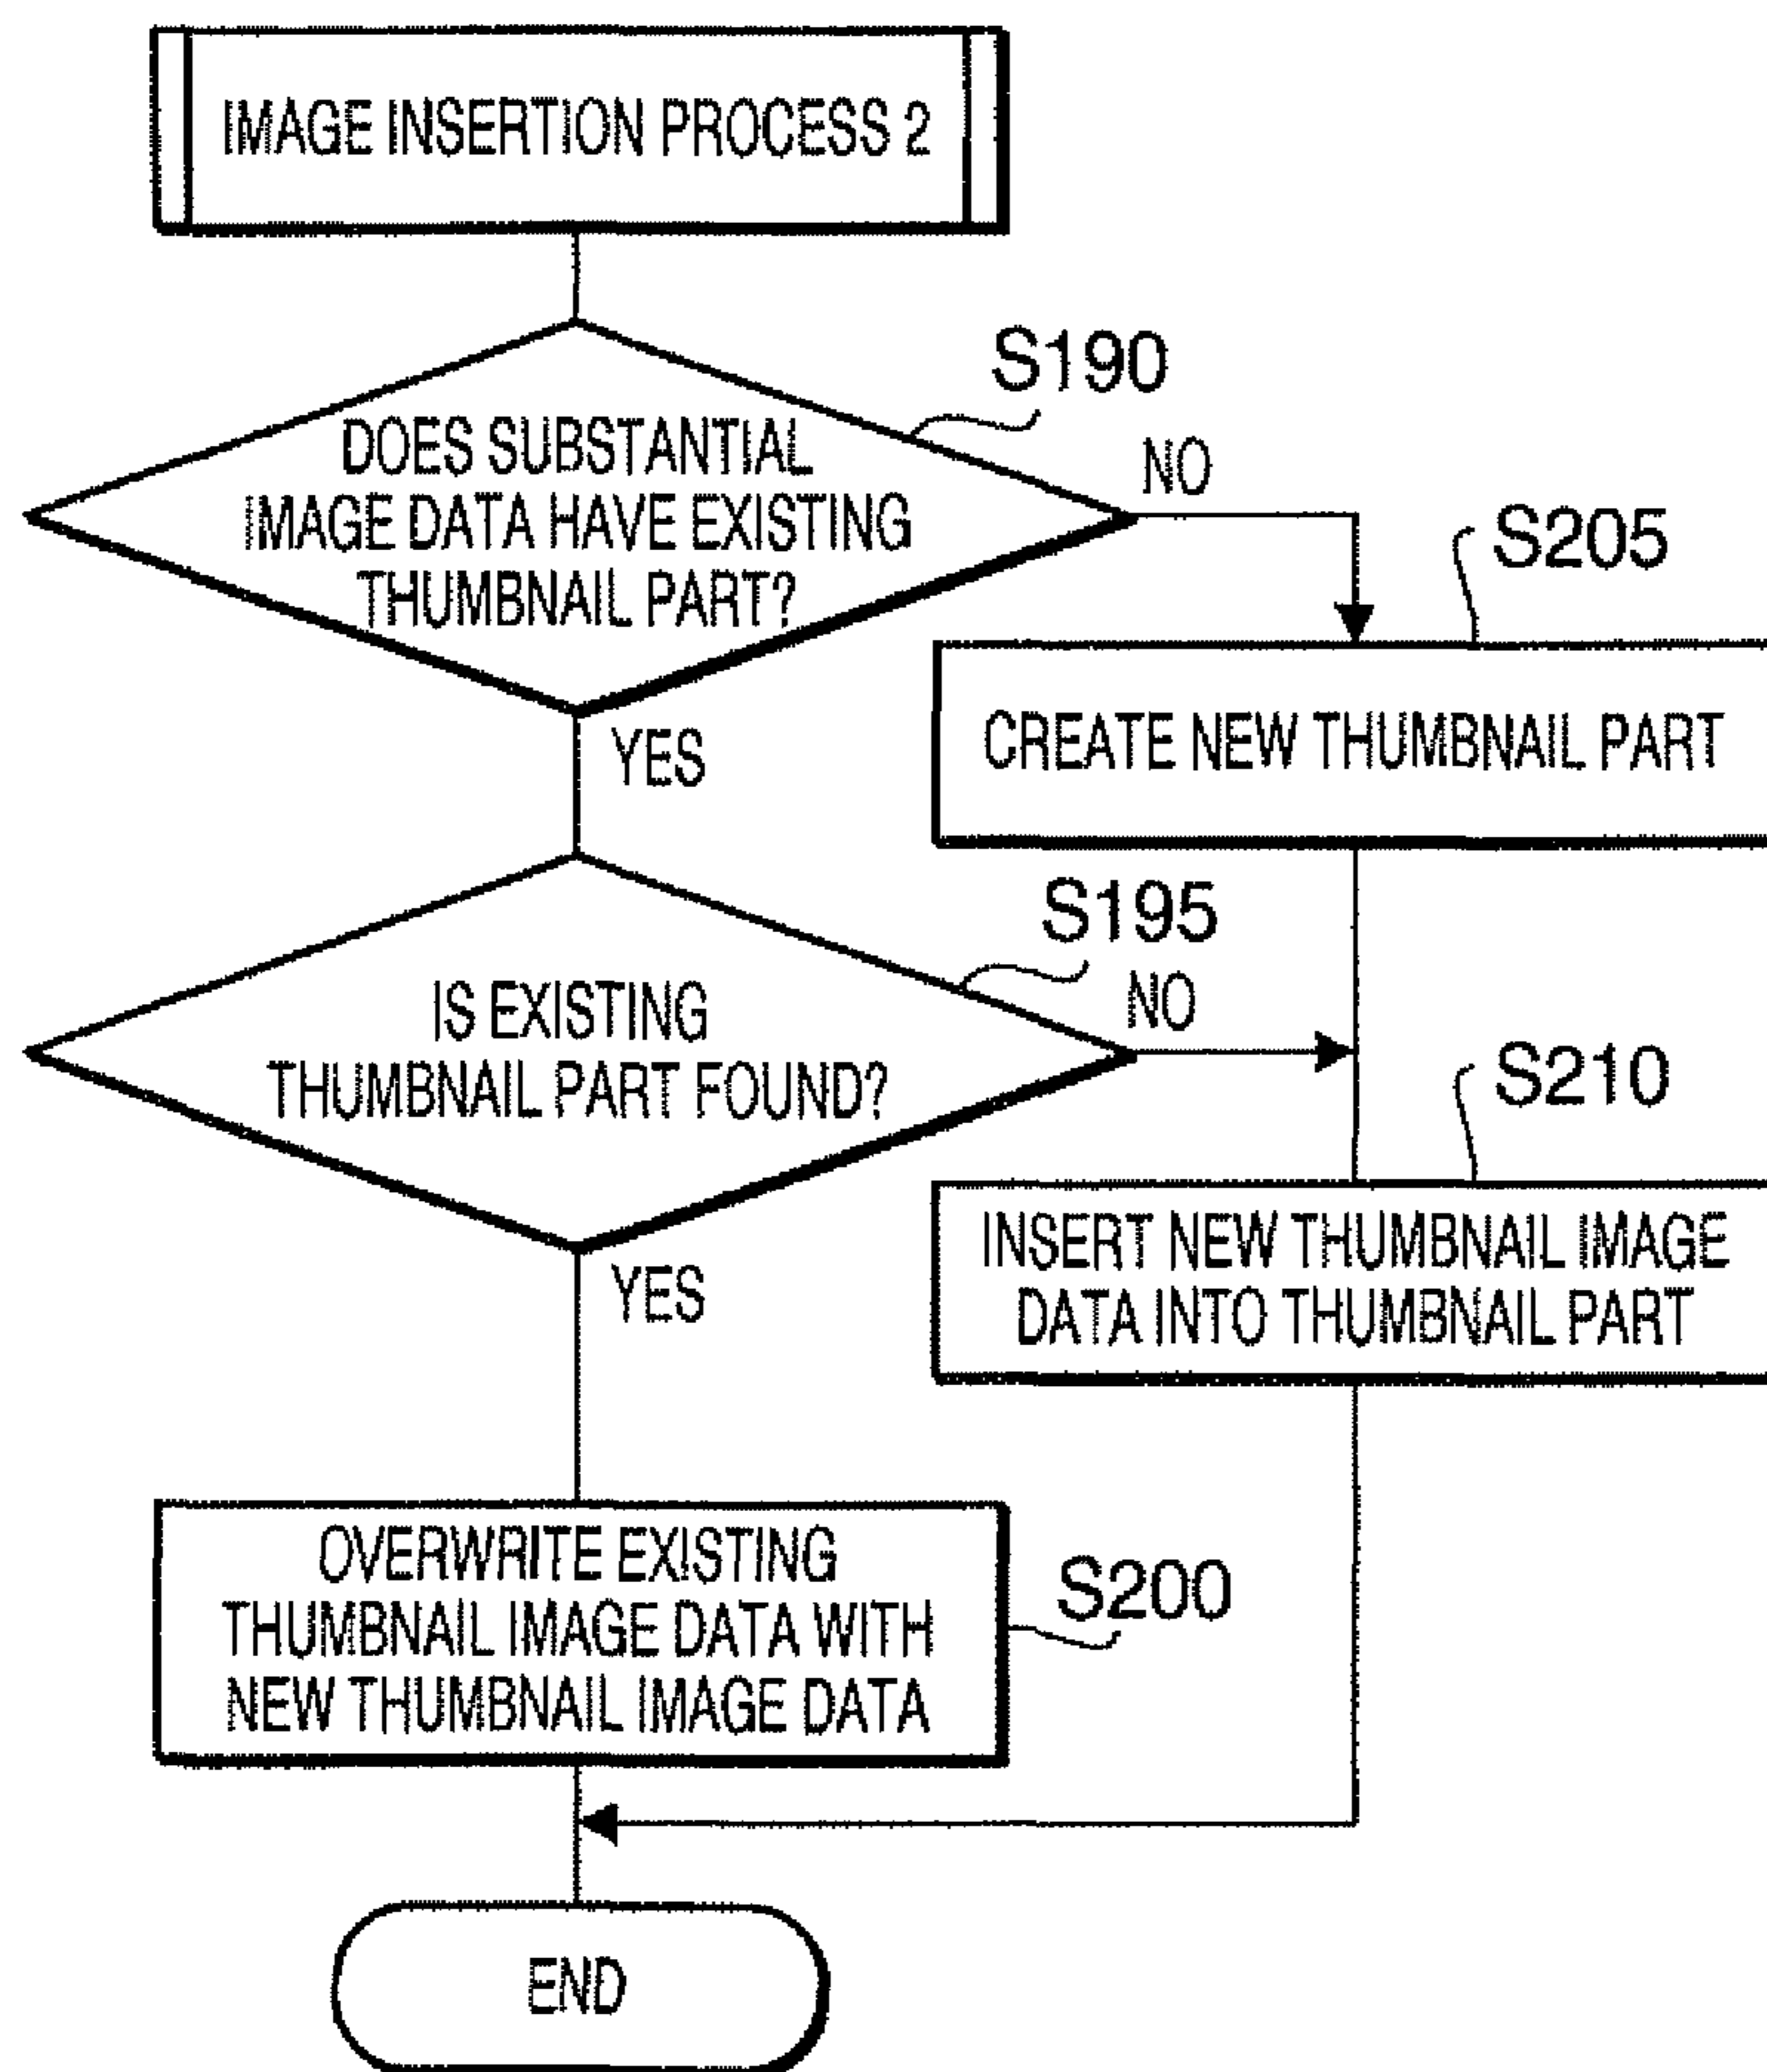 IMAGE INSERTION PROCESS 2
S190
DOES SUBSTANTIAL
IMAGE DATA HAVE EXISTING
THUMBNAIL PART?
NO
YES
S205
CREATE NEW THUMBNAIL PART
S195
IS EXISTING
THUMBNAIL PART FOUND?
NO
YES
S210
INSERT NEW THUMBNAIL IMAGE
DATA INTO THUMBNAIL PART
OVERWRITE EXISTING
THUMBNAIL IMAGE DATA WITH
NEW THUMBNAIL IMAGE DATA
S200
END